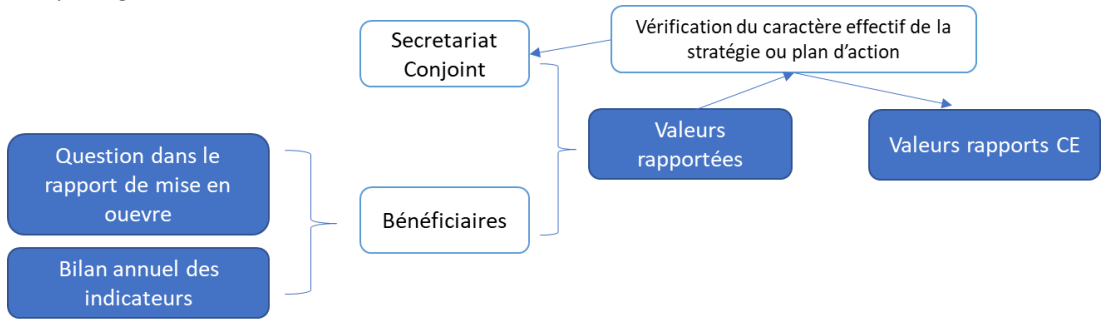 Secretariat
Conjoint
Vérification du caractère effectif de la
stratégie ou plan d'action
Valeurs
rapportées
Valeurs rapports CE
Question dans le
rapport de mise en
ouevre
Bénéficiaires
Bilan annuel des
indicateurs